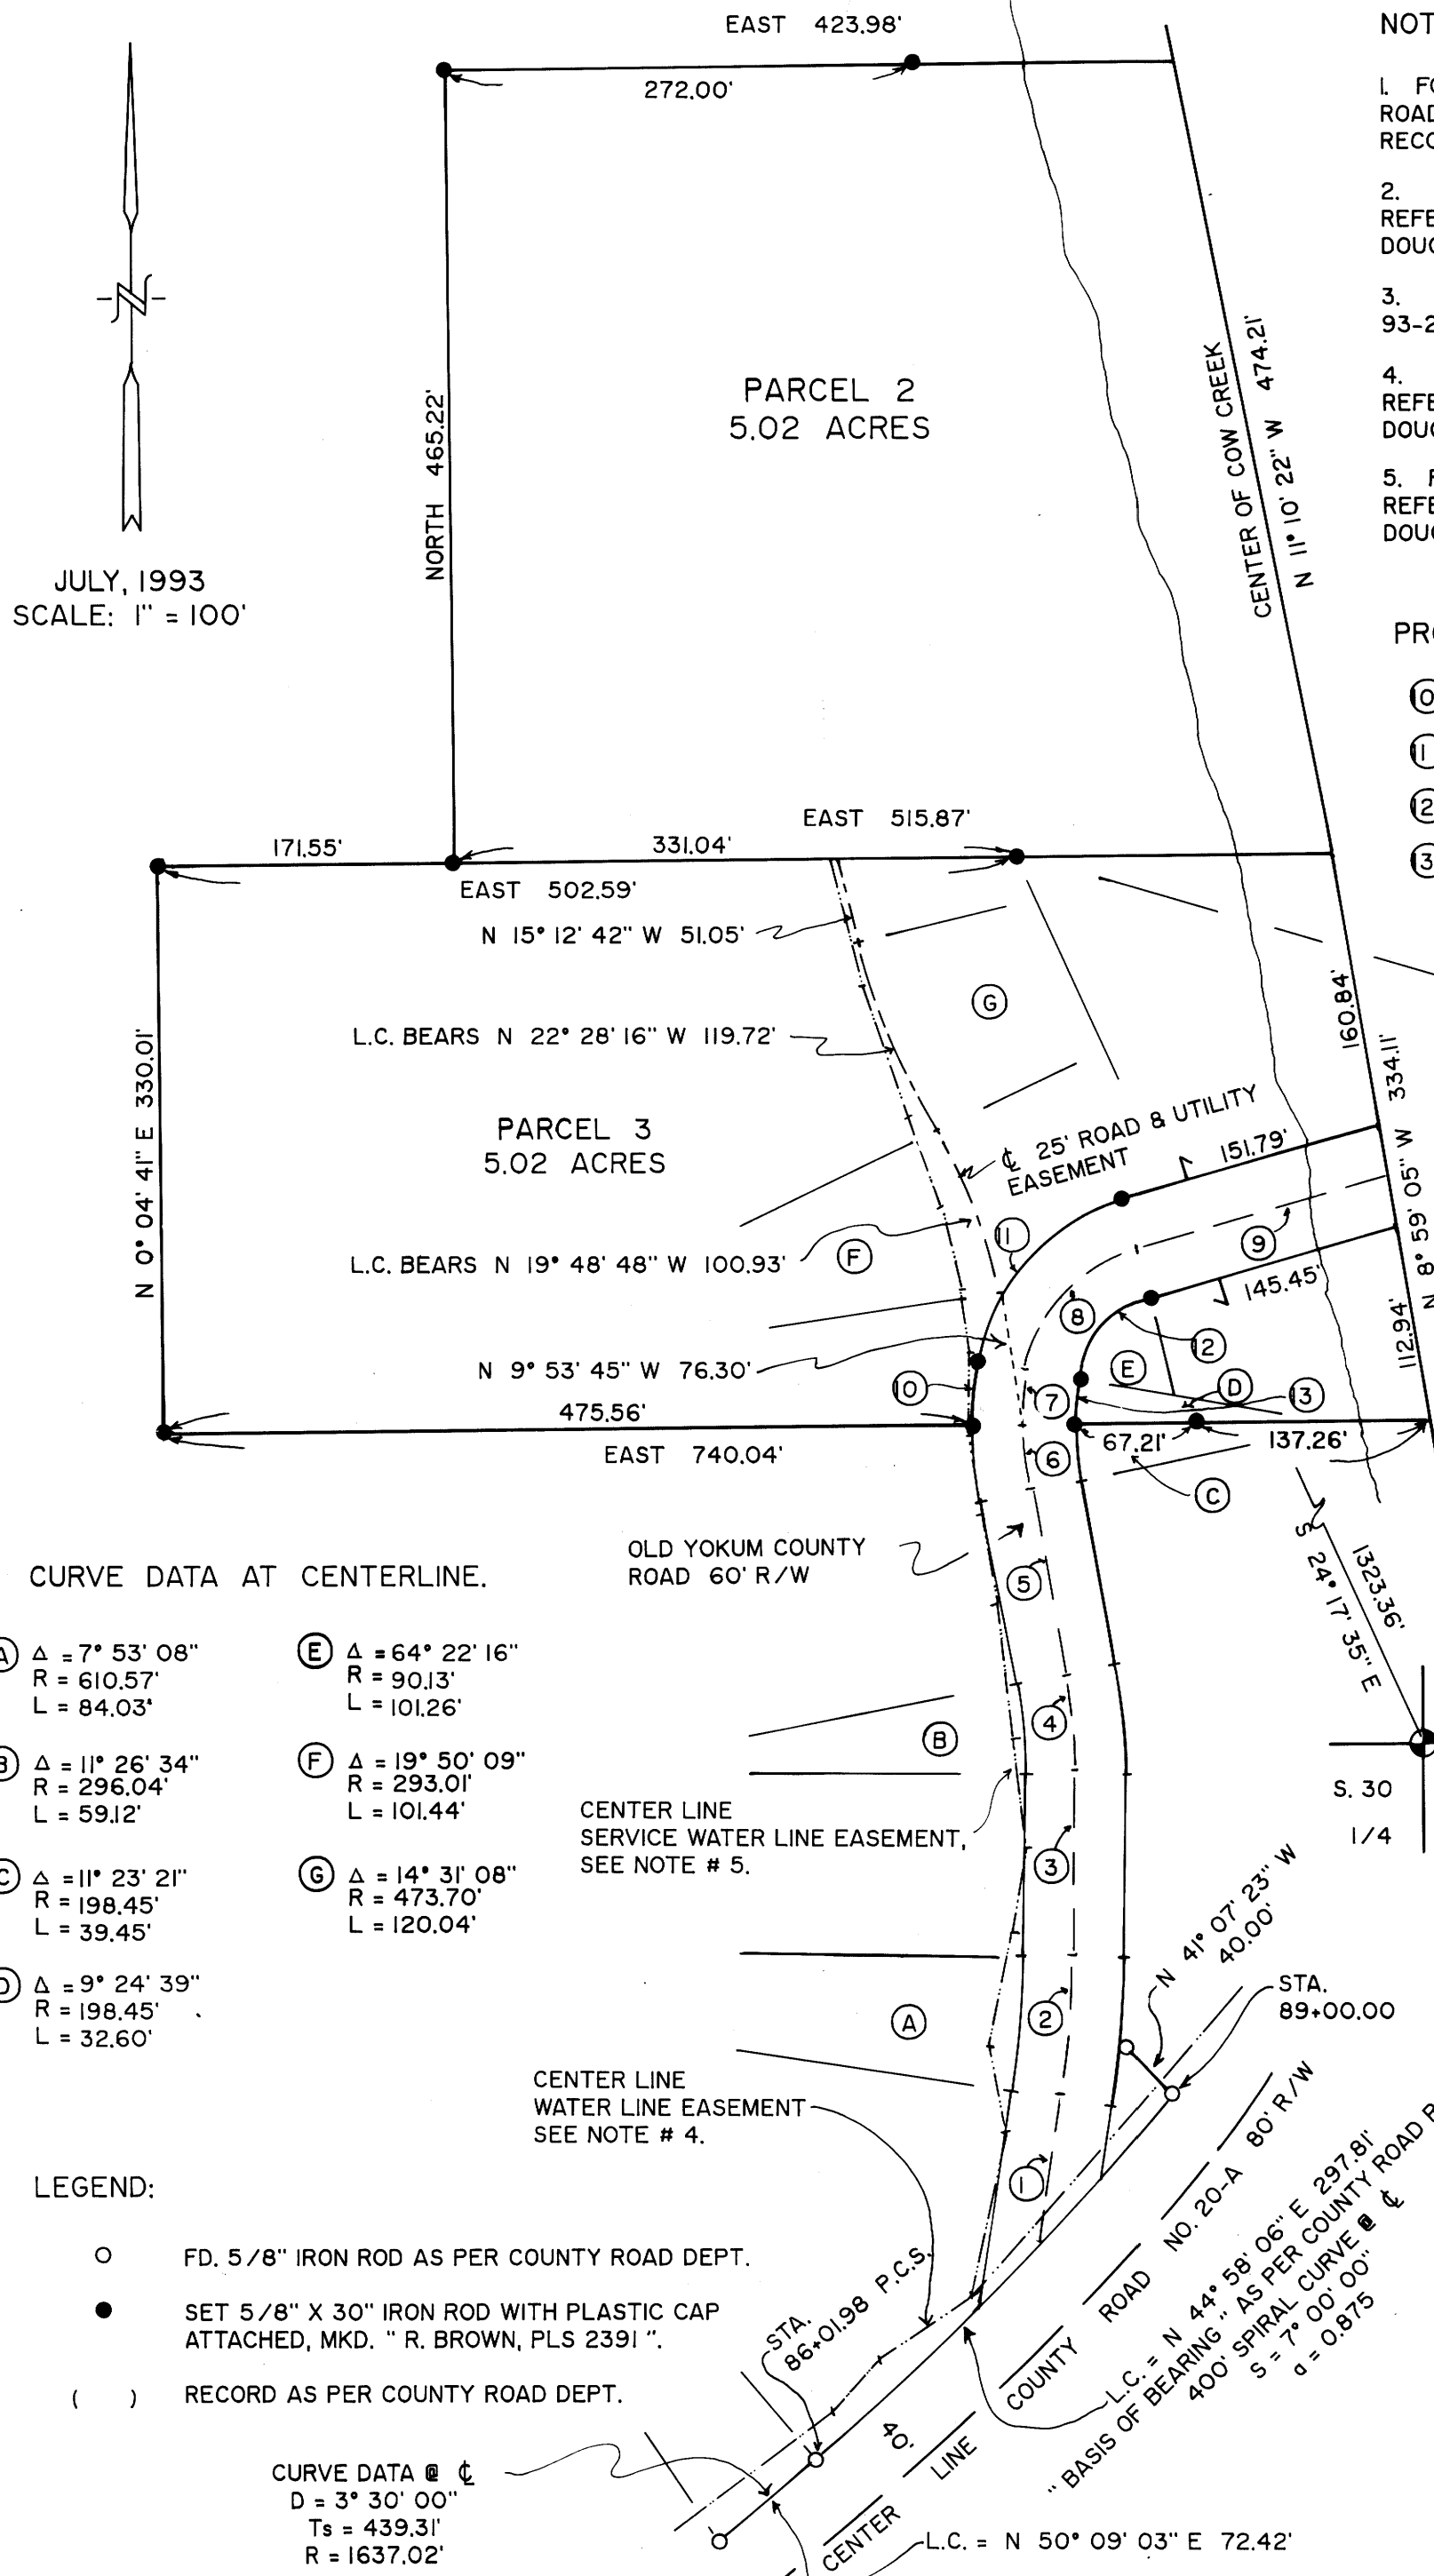 EAST 423.98'
272.00'
NORTH 465.22'
N
JULY, 1993
SCALE: 1" = 100'
PARCEL 2
5.02 ACRES
CENTER OF COW CREEK
N 11° 10' 22" W 474.21'
EAST 515.87'
171.55'
331.04'
EAST 502.59'
N 15° 12' 42" W 51.05'
G
L.C. BEARS N 22° 28' 16" W 119.72'
N 0° 04' 41" E 330.01'
PARCEL 3
5.02 ACRES
℄ 25' ROAD & UTILITY
EASEMENT
151.79'
160.84'
N 8° 59' 05" W 334.11'
112.94'
L.C. BEARS N 19° 48' 48" W 100.93'
F
11
9
145.45'
8
12
N 9° 53' 45" W 76.30'
E
10
7
D
13
475.56'
67.21'
137.26'
EAST 740.04'
6
C
OLD YOKUM COUNTY
ROAD 60' R/W
5
1323.36'
S 24° 17' 35" E
S. 30
1/4
4
B
CENTER LINE
SERVICE WATER LINE EASEMENT,
SEE NOTE # 5.
3
N 41° 07' 23" W
40.00'
STA.
89+00.00
2
A
CENTER LINE
WATER LINE EASEMENT
SEE NOTE # 4.
1
CURVE DATA AT CENTERLINE.
A Δ = 7° 53' 08"
R = 610.57'
L = 84.03'
B Δ = 11° 26' 34"
R = 296.04'
L = 59.12'
C Δ = 11° 23' 21"
R = 198.45'
L = 39.45'
D Δ = 9° 24' 39"
R = 198.45'
L = 32.60'
E Δ = 64° 22' 16"
R = 90.13'
L = 101.26'
F Δ = 19° 50' 09"
R = 293.01'
L = 101.44'
G Δ = 14° 31' 08"
R = 473.70'
L = 120.04'
LEGEND:
FD. 5/8" IRON ROD AS PER COUNTY ROAD DEPT.
SET 5/8" X 30" IRON ROD WITH PLASTIC CAP
ATTACHED, MKD. " R. BROWN, PLS 2391 ".
( ) RECORD AS PER COUNTY ROAD DEPT.
STA.
86+01.98 P.C.S.
40'
CENTER LINE COUNTY ROAD NO. 20-A 80' R/W
L.C. = N 44° 58' 06" E 297.81'
" BASIS OF BEARING " AS PER COUNTY ROAD
400' SPIRAL CURVE @ ℄
S = 7° 00' 00"
a = 0.875
CURVE DATA @ ℄
D = 3° 30' 00"
Ts = 439.31'
R = 1637.02'
L.C. = N 50° 09' 03" E 72.42'
1.
2.
3.
93-2
4.
5.
10
11
12
13